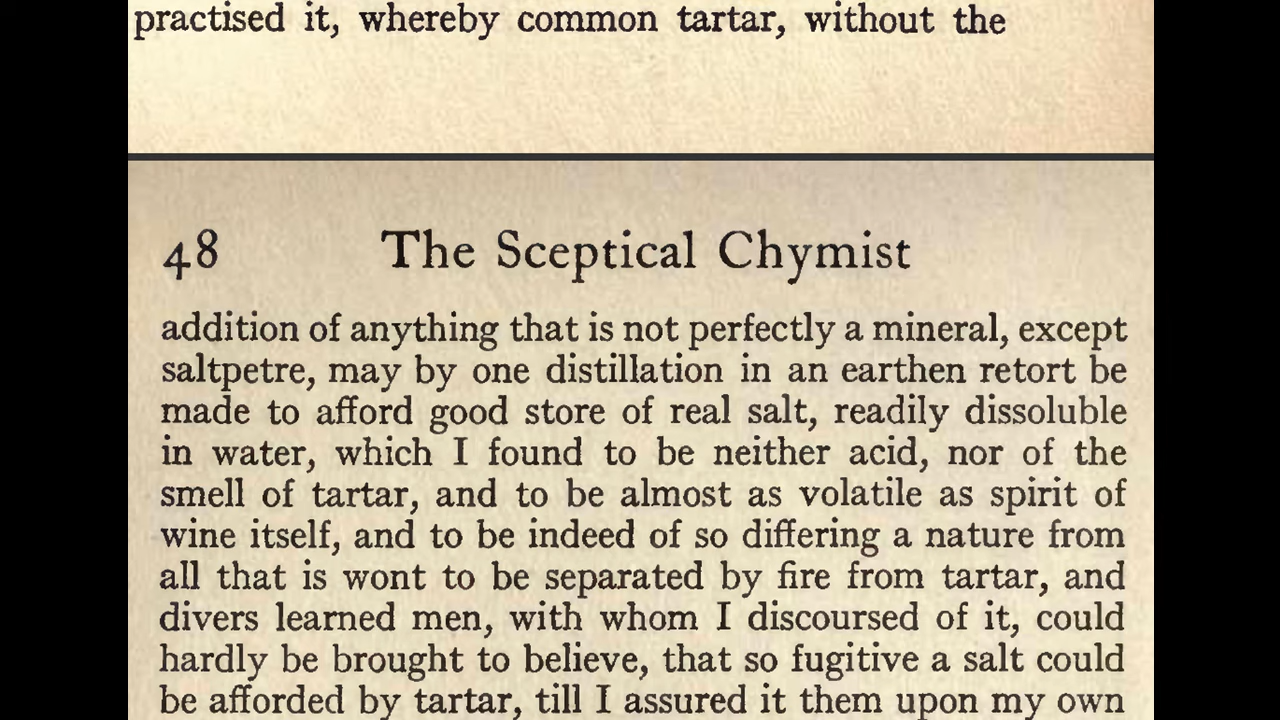 practised it, whereby common tartar, without the
48 The Sceptical Chymist
addition of anything that is not perfectly a mineral, except
saltpetre, may by one distillation in an earthen retort be
made to afford good store of real salt, readily dissoluble
in water, which I found to be neither acid, nor of the
smell of tartar, and to be almost as volatile as spirit of
wine itself, and to be indeed of so differing a nature from
all that is wont to be separated by fire from tartar, and
divers learned men, with whom I discoursed of it, could
hardly be brought to believe, that so fugitive a salt could
be afforded by tartar, till I assured it them upon my own